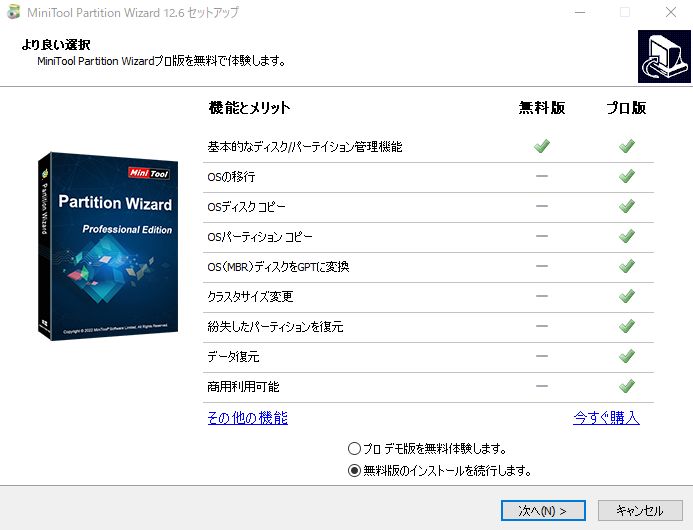 MiniTool Partition Wizard 12.6 セットアップ
より良い選択
MiniTool Partition Wizardプロ版を無料で体験します。
機能とメリット 無料版 プロ版
Mini Tool
Partition Wizard
Professional Edition
Partition Wizard
Copyright © 2022 MiniTool® Software Limited. All Rights Reserved.
基本的なディスク/パーテイション管理機能
OSの移行
OSディスク コピー
OSパーティション コピー
OS(MBR)ディスクをGPTに変換
クラスタサイズ変更
紛失したパーティションを復元
データ復元
商用利用可能
その他の機能 今すぐ購入
プロ デモ版を無料体験します。
無料版のインストールを続行します。
次へ(N) > キャンセル